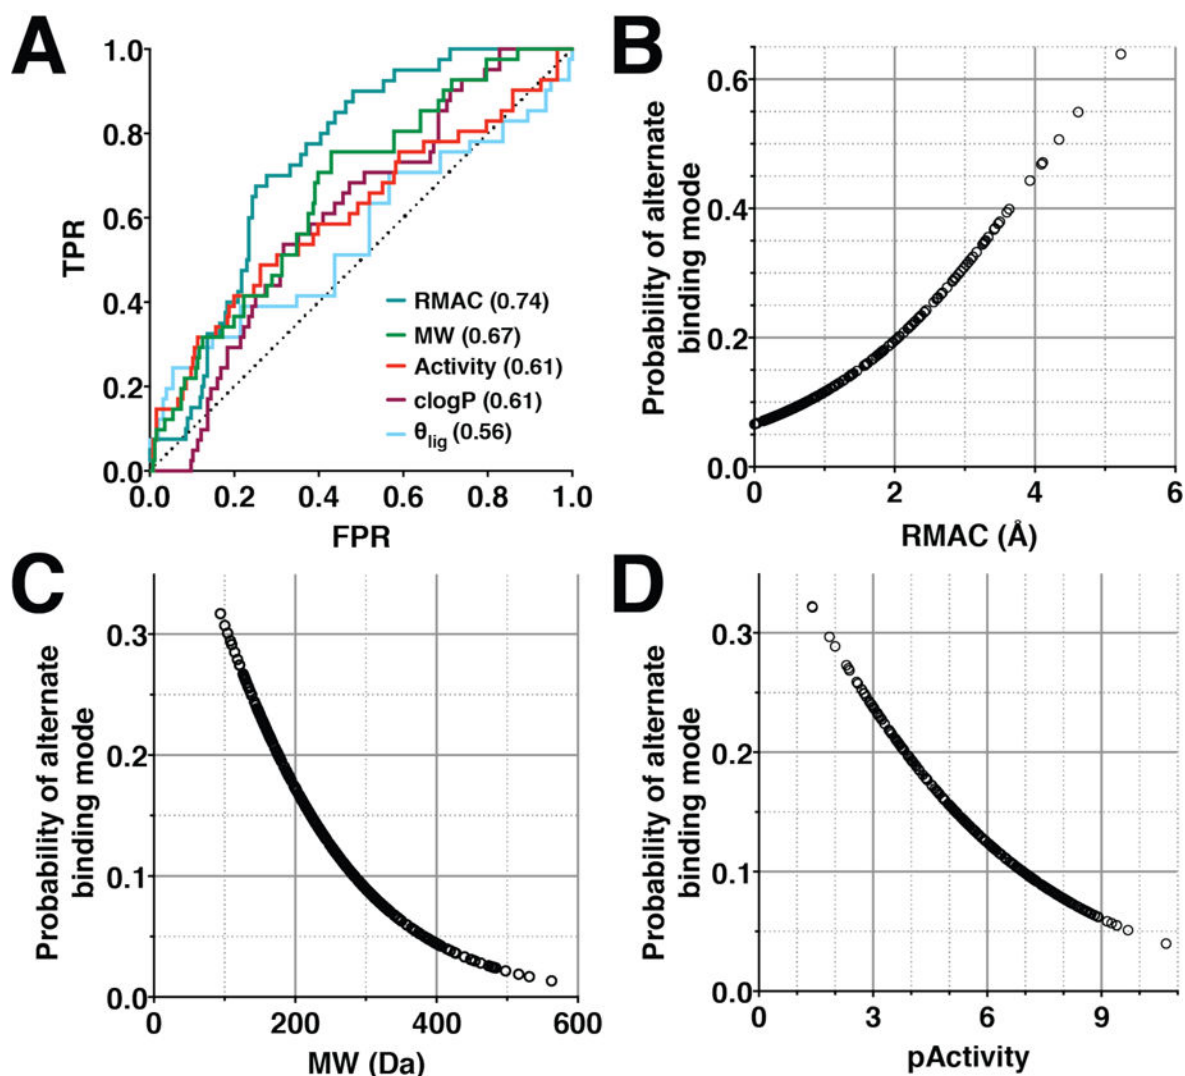 A
TPR
1.0
0.8
0.6
0.4
0.2
0.0
0.0 0.2 0.4 0.6 0.8 1.0
FPR
RMAC (0.74)
MW (0.67)
Activity (0.61)
clogP (0.61)
θlig (0.56)
B
Probability of alternate
binding mode
0.6
0.4
0.2
0.0
0 2 4 6
RMAC (Å)
C
Probability of alternate
binding mode
0.3
0.2
0.1
0.0
0 200 400 600
MW (Da)
D
Probability of alternate
binding mode
0.3
0.2
0.1
0.0
0 3 6 9
pActivity